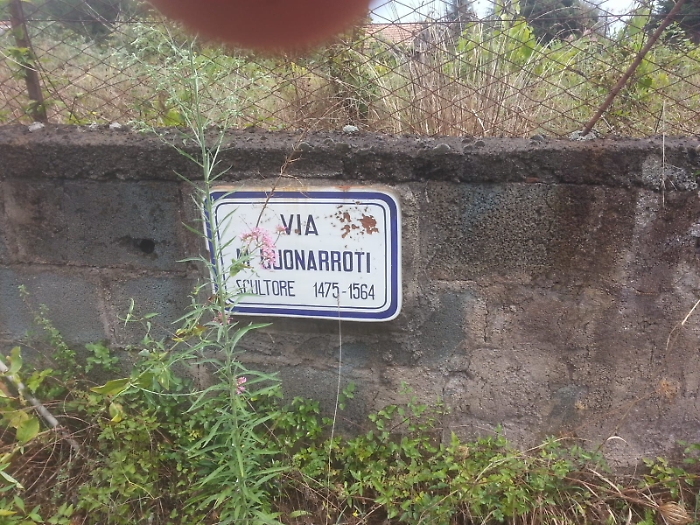 VIA
M. BUONARROTI
SCULTORE 1475-1564